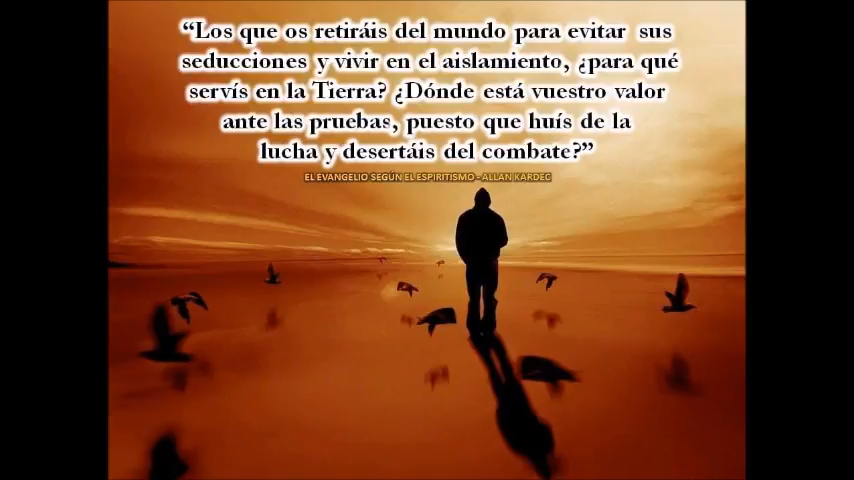 “Los que os retiráis del mundo para evitar sus
seducciones y vivir en el aislamiento, ¿para qué
servís en la Tierra? ¿Dónde está vuestro valor
ante las pruebas, puesto que huís de la
lucha y desertáis del combate?”
EL EVANGELIO SEGÚN EL ESPIRITISMO - ALLAN KARDEC